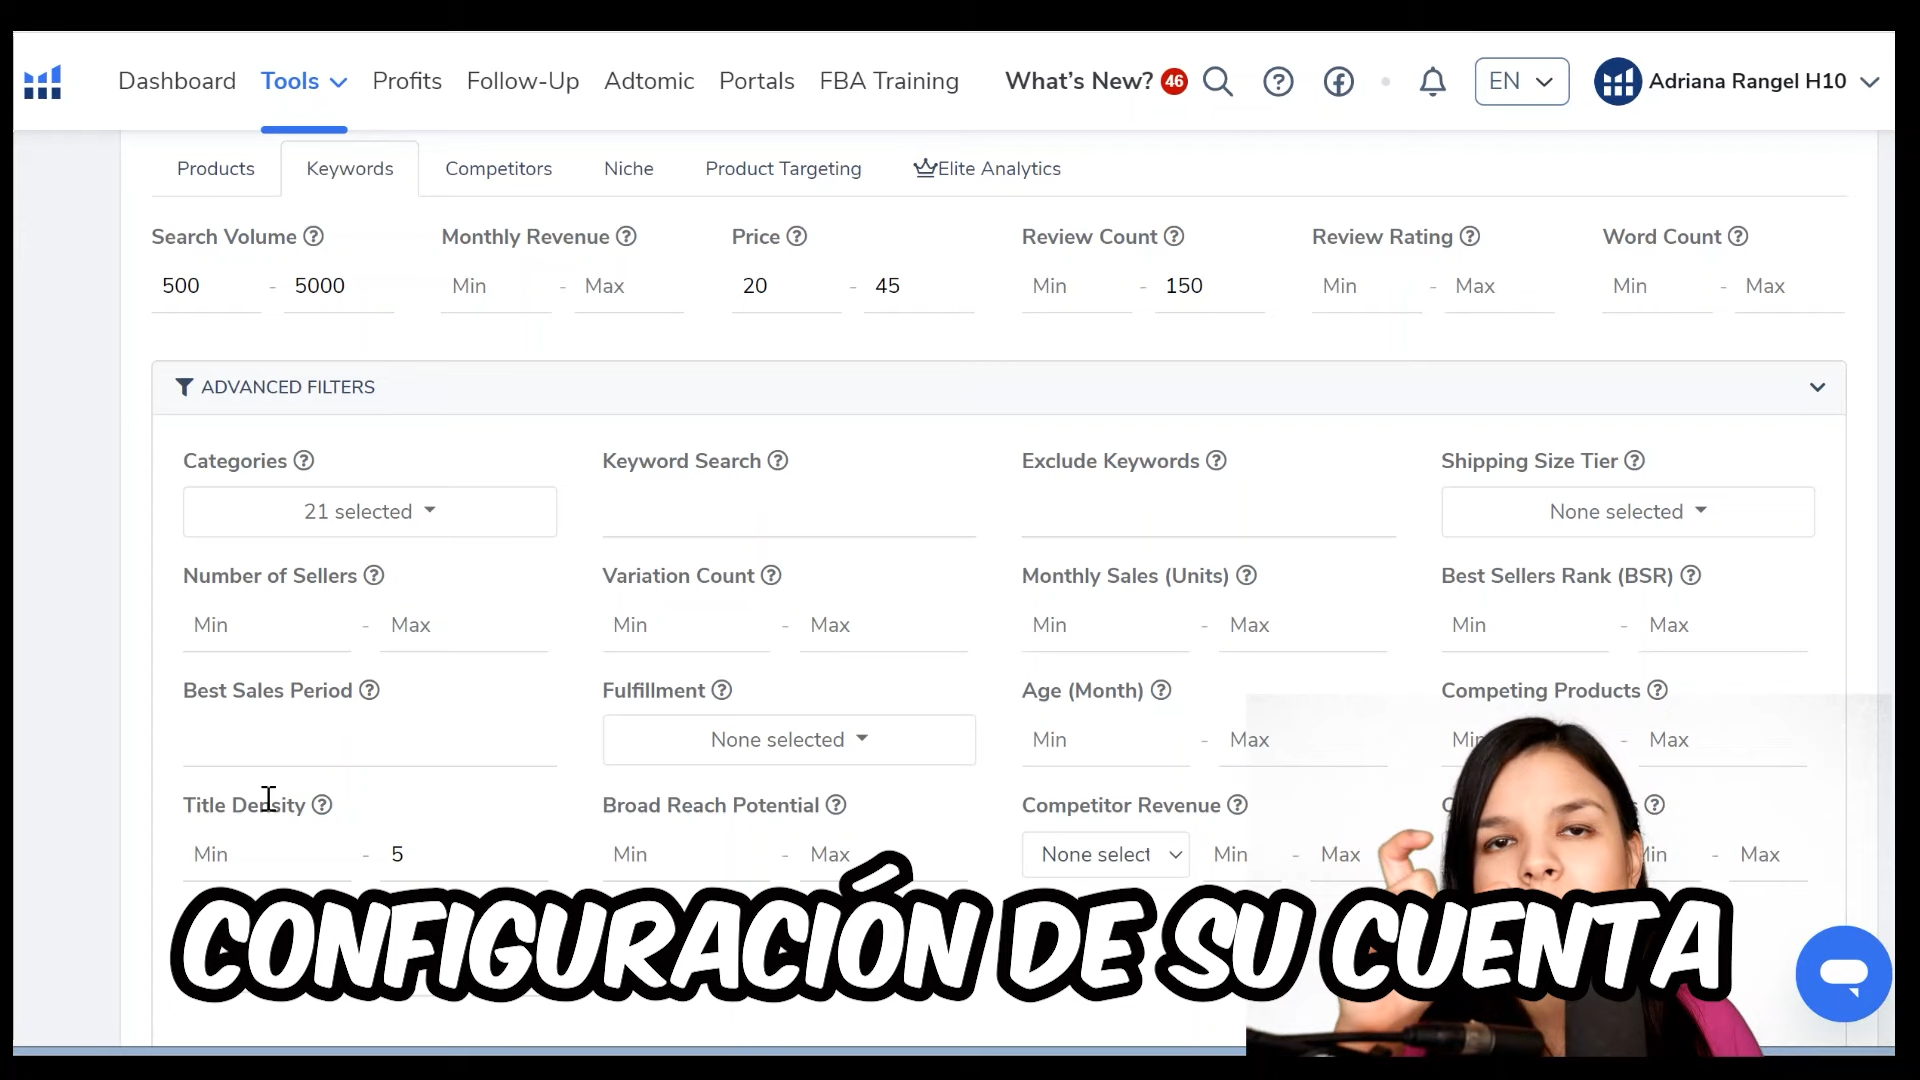 Dashboard Tools Profits Follow-Up Adtomic Portals FBA Training What's New? 46 EN Adriana Rangel H10
Products Keywords Competitors Niche Product Targeting Elite Analytics
Search Volume Monthly Revenue Price Review Count Review Rating Word Count
500 - 5000 Min - Max 20 - 45 Min - 150 Min - Max Min - Max
ADVANCED FILTERS
Categories Keyword Search Exclude Keywords Shipping Size Tier
21 selected None selected
Number of Sellers Variation Count Monthly Sales (Units) Best Sellers Rank (BSR)
Min - Max Min - Max Min - Max Min - Max
Best Sales Period Fulfillment Age (Month) Competing Products
None selected Min - Max Min - Max
Title Density Broad Reach Potential Competitor Revenue
Min - 5 Min - Max None select Min - Max Min - Max
CONFIGURACIÓN DE SU CUENTA